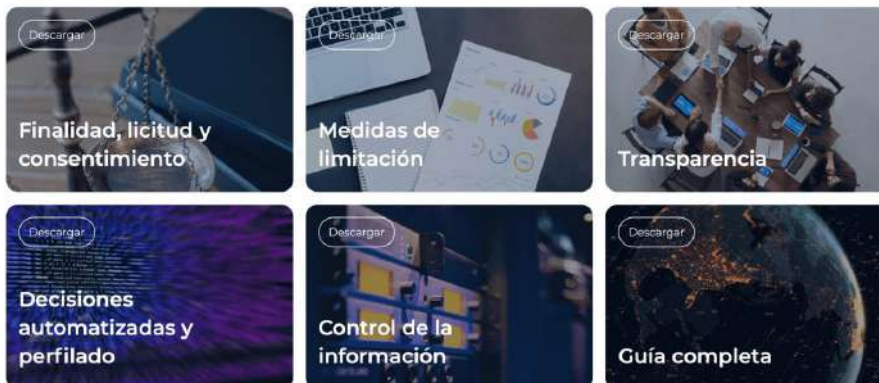 Descargar
Finalidad, licitud y
consentimiento
Descargar
Medidas de
limitación
Descargar
Transparencia
Descargar
Decisiones
automatizadas y
perfilado
Descargar
Control de la
información
Descargar
Guía completa